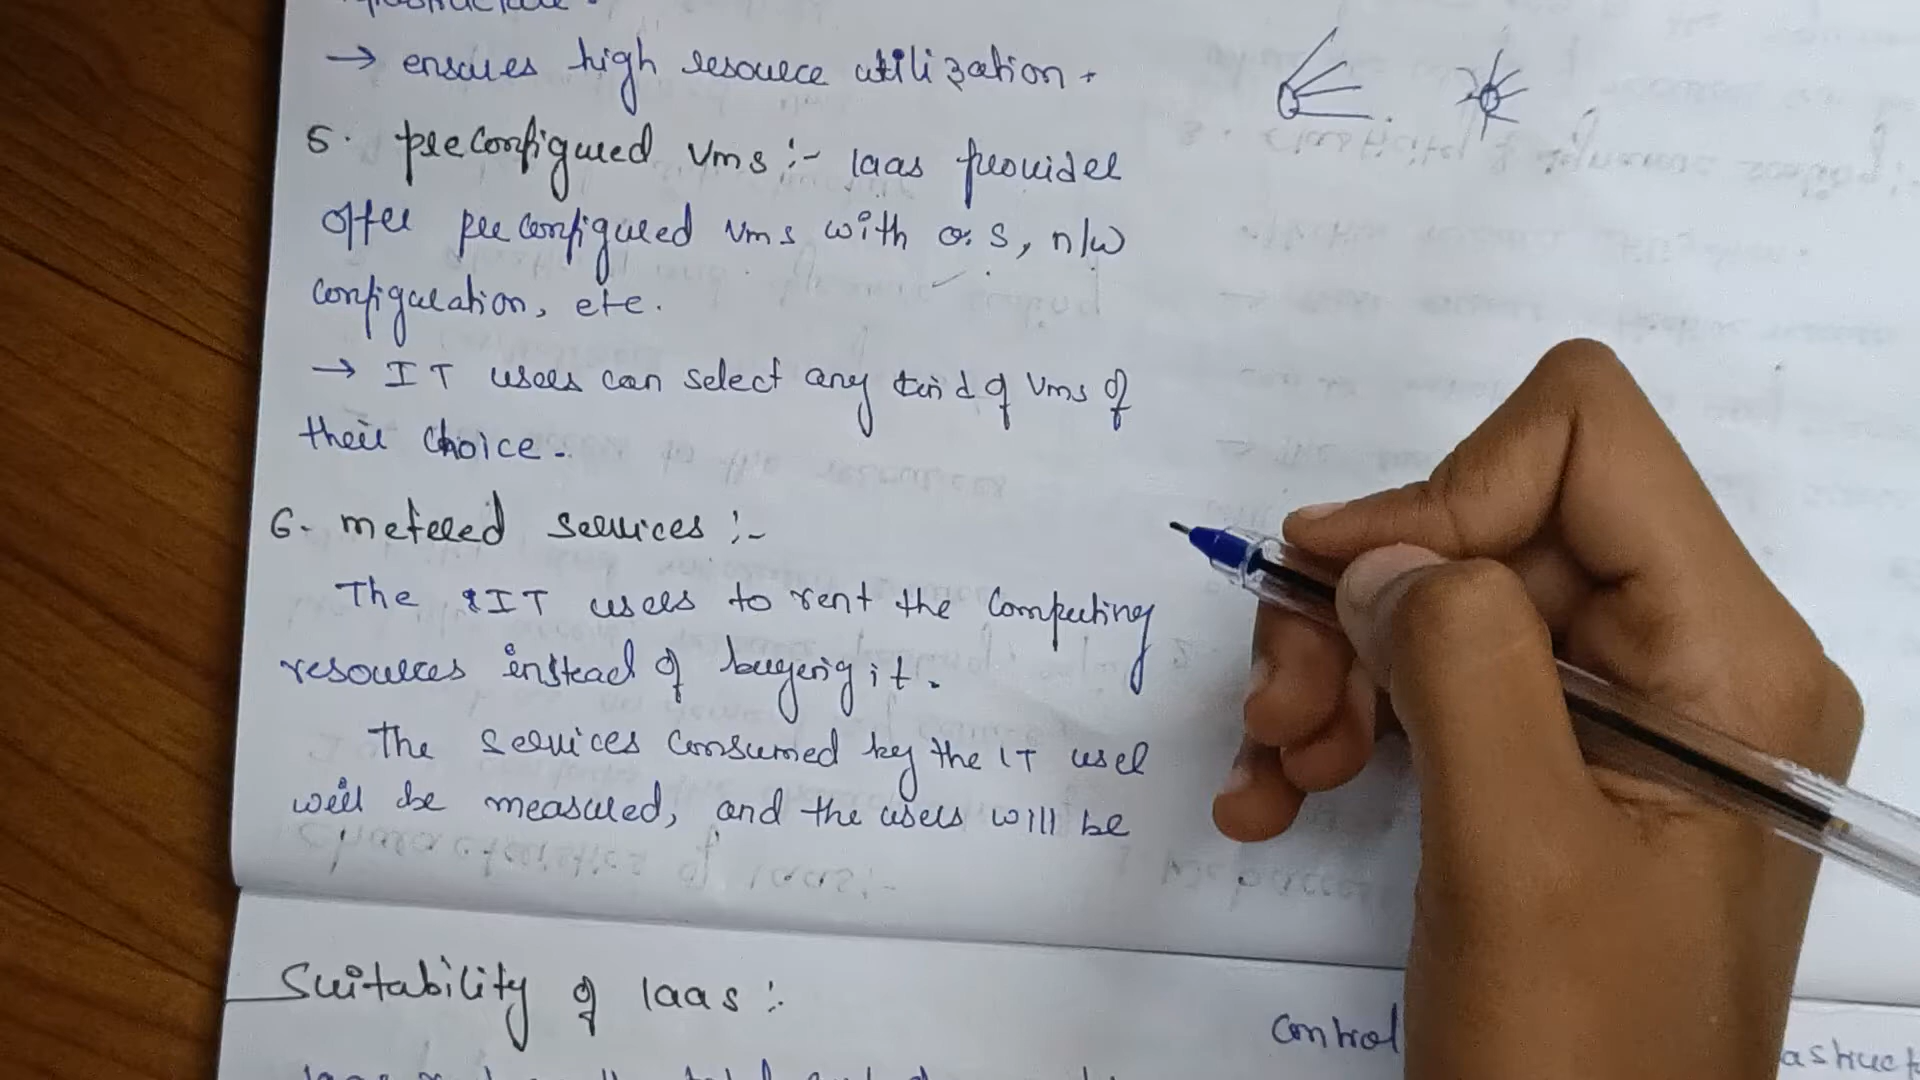 → ensures high resource utilization.
5. preconfigured Vms :- Iaas provider
offer preconfigured Vms with o.s, n/w
configuration, etc.
→ IT users can select any kind of Vms of
their choice.
6. metered services :-
The IT users to rent the computing
resources instead of buyering it.
The services consumed by the IT user
will be measured, and the users will be
Suitability of Iaas :
Control